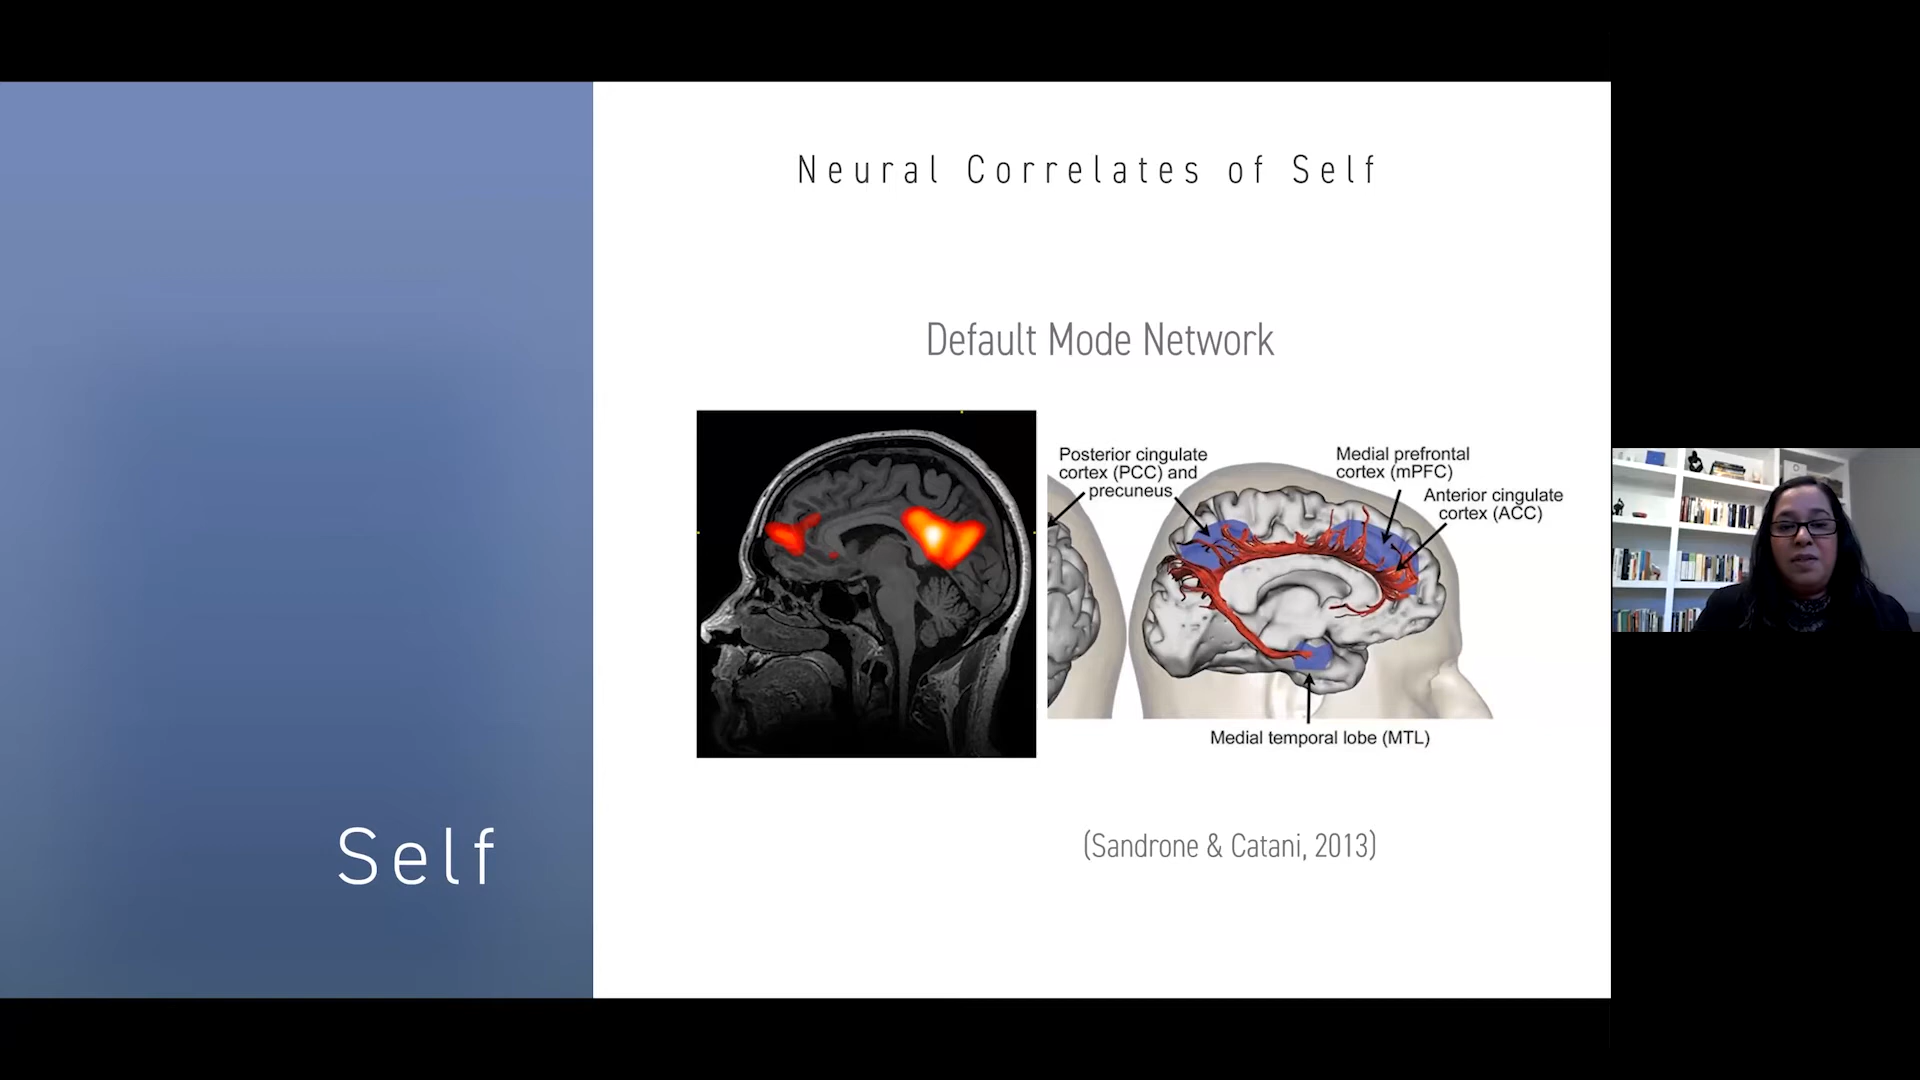 Neural Correlates of Self
Default Mode Network
Posterior cingulate
cortex (PCC) and
precuneus
Medial prefrontal
cortex (mPFC)
Anterior cingulate
cortex (ACC)
Medial temporal lobe (MTL)
(Sandrone & Catani, 2013)
Self